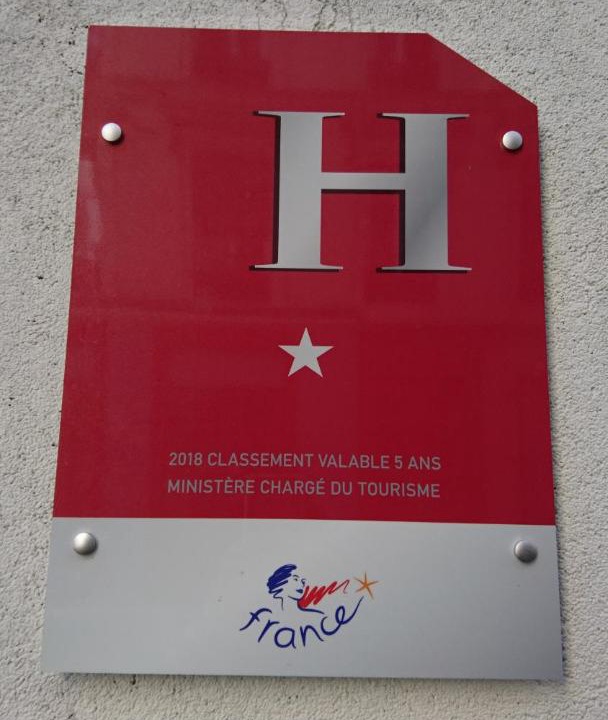 H
2018 CLASSEMENT VALABLE 5 ANS
MINISTÈRE CHARGÉ DU TOURISME
france